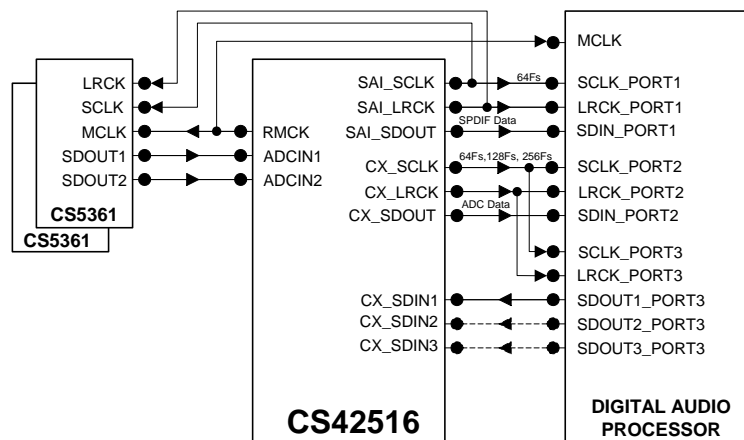 LRCK
SCLK
MCLK
SDOUT1
SDOUT2
CS5361
CS5361
RMCK
ADCIN1
ADCIN2
SAI_SCLK
SAI_LRCK
SAI_SDOUT
CX_SCLK
CX_LRCK
CX_SDOUT
CX_SDIN1
CX_SDIN2
CX_SDIN3
CS42516
64Fs
SPDIF Data
64Fs,128Fs, 256Fs
ADC Data
MCLK
SCLK_PORT1
LRCK_PORT1
SDIN_PORT1
SCLK_PORT2
LRCK_PORT2
SDIN_PORT2
SCLK_PORT3
LRCK_PORT3
SDOUT1_PORT3
SDOUT2_PORT3
SDOUT3_PORT3
DIGITAL AUDIO
PROCESSOR